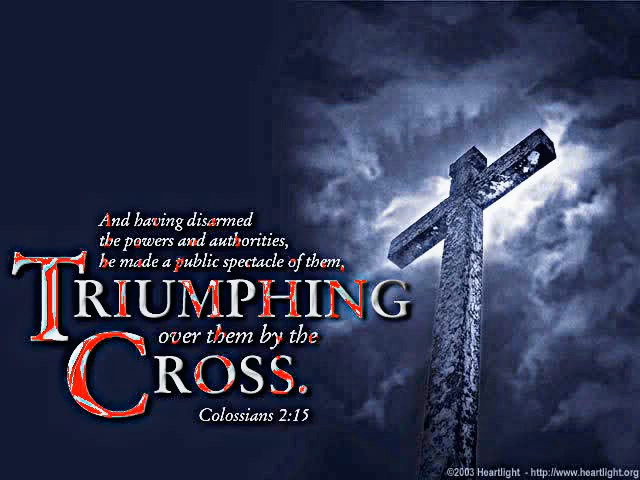 And having disarmed
the powers and authorities,
he made a public spectacle of them,
TRIUMPHING
over them by the
CROSS.
Colossians 2:15
©2003 Heartlight - http://www.heartlight.org